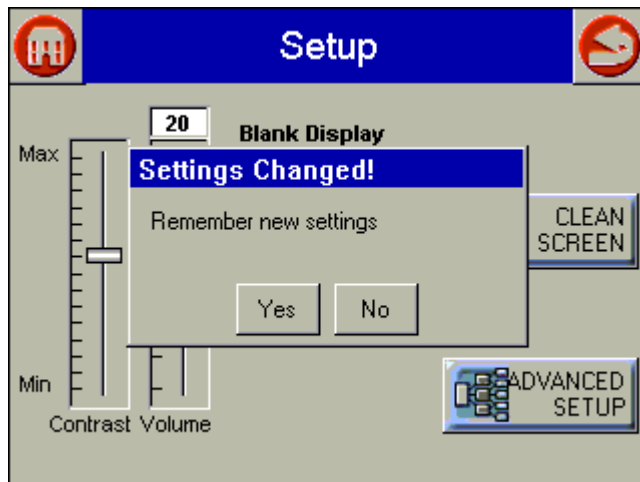 Setup
20
Blank Display
Max
Settings Changed!
Remember new settings
CLEAN
SCREEN
Yes No
Min
ADVANCED
SETUP
Contrast Volume